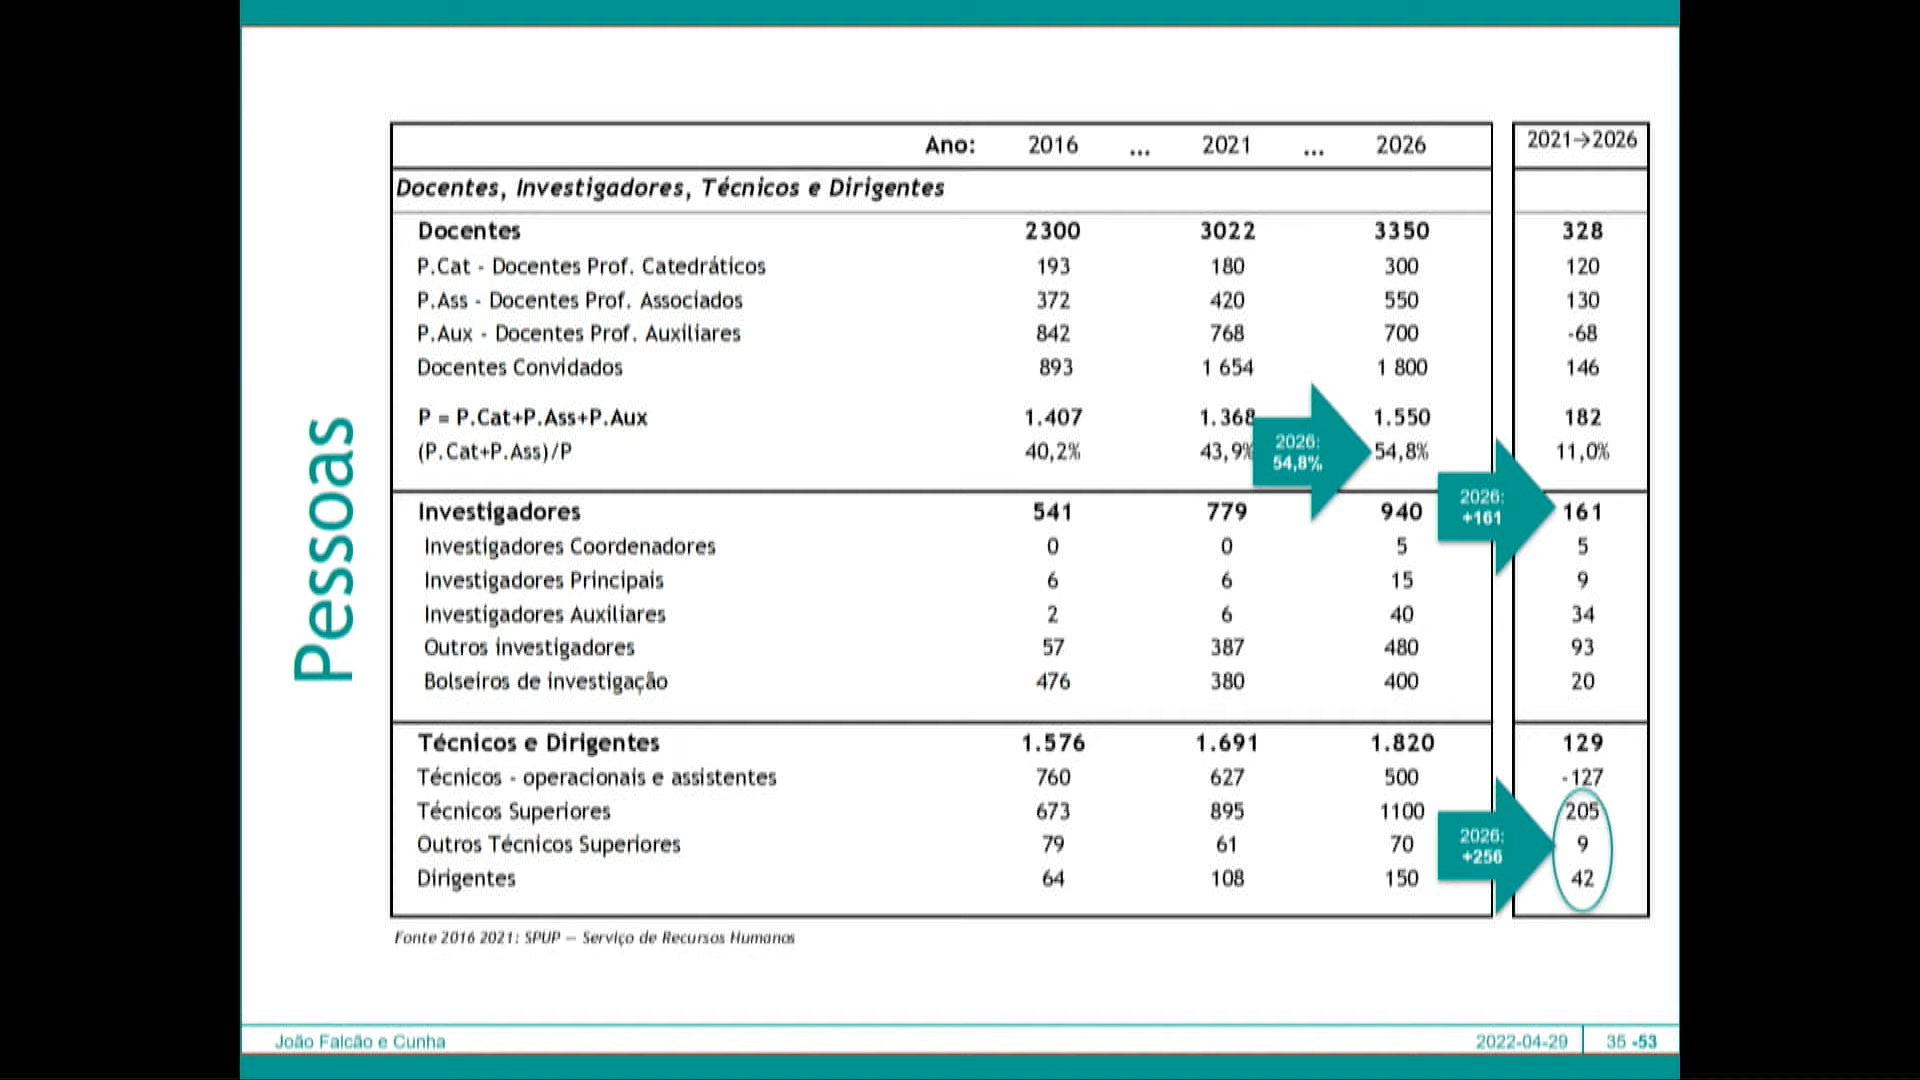 Pessoas
Ano: 2016 ... 2021 ... 2026 2021→2026
Docentes, Investigadores, Técnicos e Dirigentes
Docentes 2300 3022 3350 328
P.Cat - Docentes Prof. Catedráticos 193 180 300 120
P.Ass - Docentes Prof. Associados 372 420 550 130
P.Aux - Docentes Prof. Auxiliares 842 768 700 -68
Docentes Convidados 893 1 654 1 800 146
P = P.Cat+P.Ass+P.Aux 1.407 1.368 1.550 182
(P.Cat+P.Ass)/P 40,2% 43,9% 54,8% 11,0%
2026:
54,8%
Investigadores 541 779 940 161
2026:
+161
Investigadores Coordenadores 0 0 5 5
Investigadores Principais 6 6 15 9
Investigadores Auxiliares 2 6 40 34
Outros investigadores 57 387 480 93
Bolseiros de investigação 476 380 400 20
Técnicos e Dirigentes 1.576 1.691 1.820 129
Técnicos - operacionais e assistentes 760 627 500 -127
Técnicos Superiores 673 895 1100 205
Outros Técnicos Superiores 79 61 70 9
2026:
+256
Dirigentes 64 108 150 42
Fonte 2016 2021: SPUP – Serviço de Recursos Humanos
João Falcão e Cunha 2022-04-29 35 -53